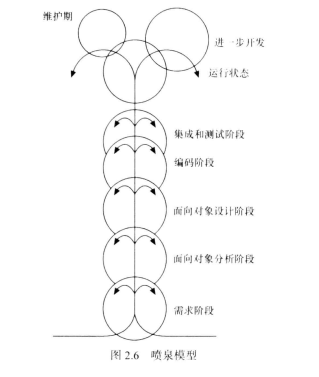 维护期
进一步开发
运行状态
集成和测试阶段
编码阶段
面向对象设计阶段
面向对象分析阶段
需求阶段
图 2.6 喷泉模型